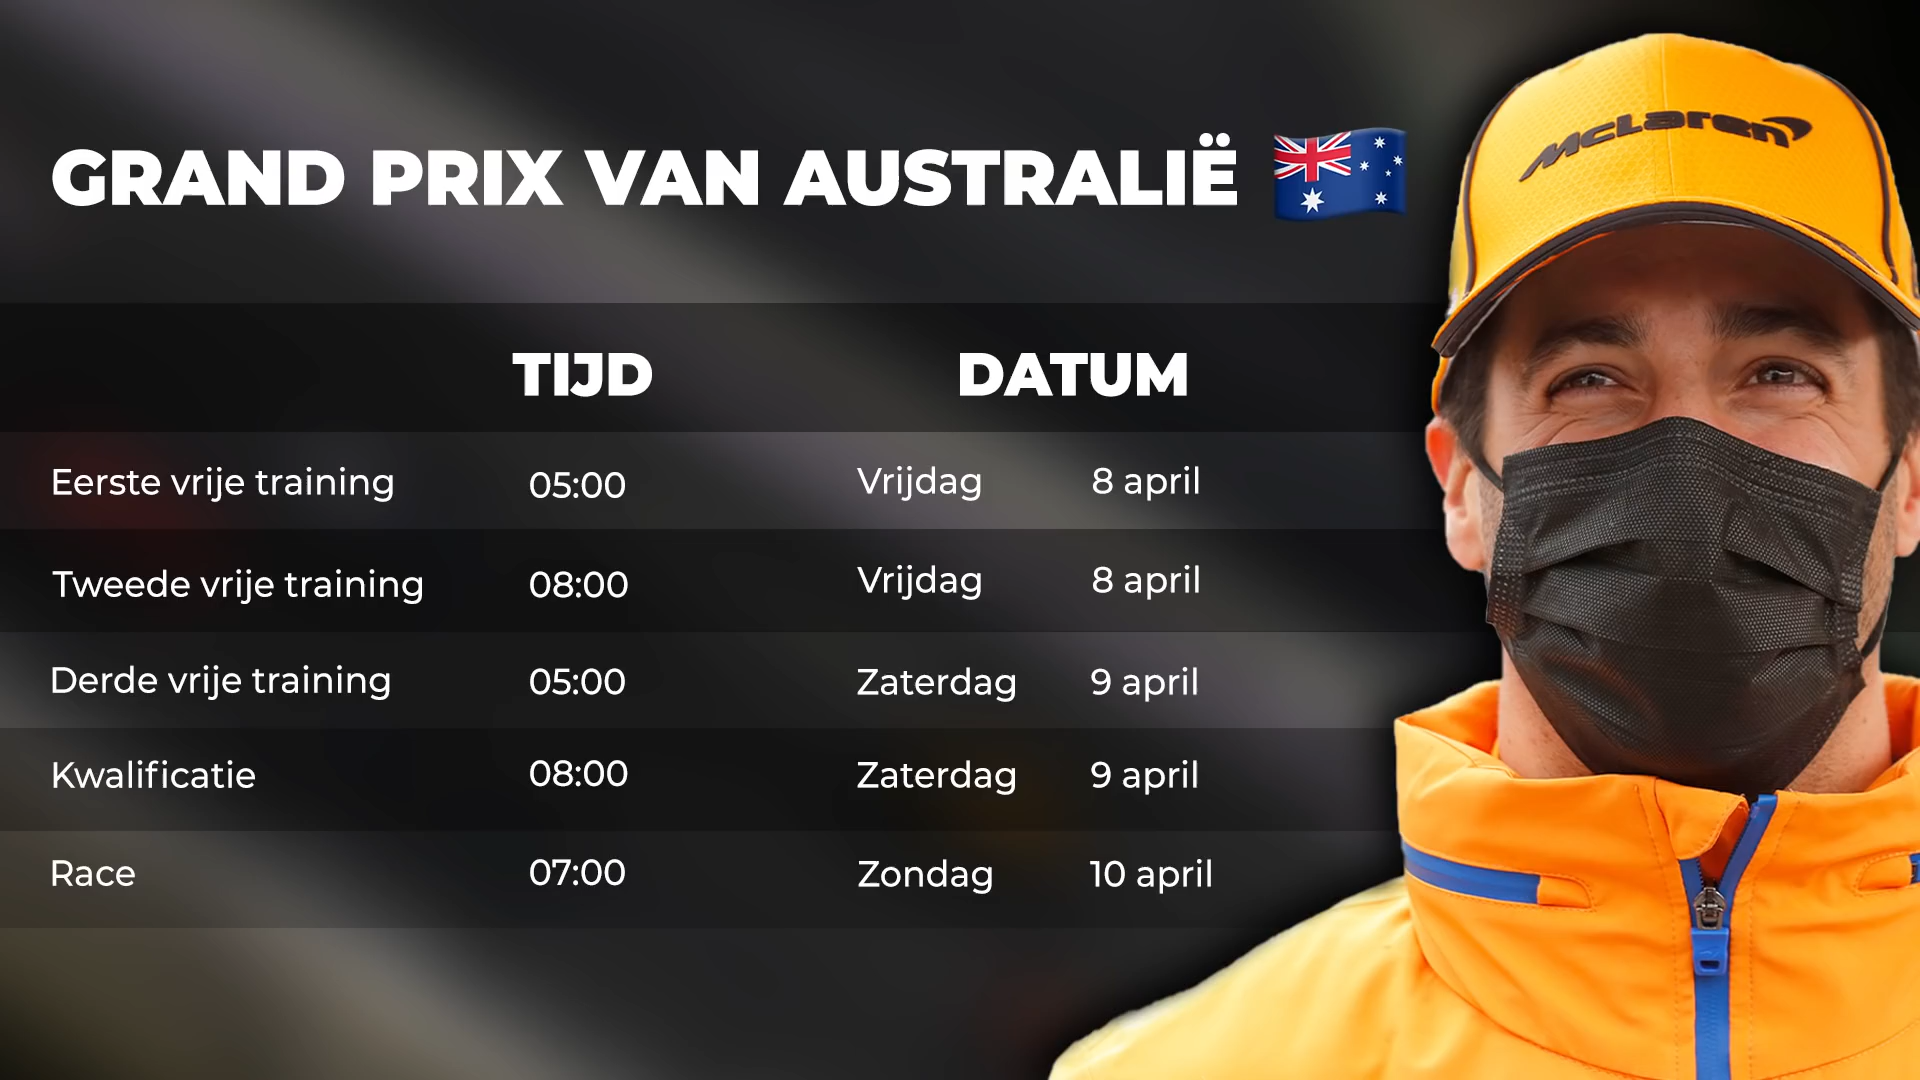 GRAND PRIX VAN AUSTRALIË
McLaren
TIJD DATUM
Eerste vrije training 05:00 Vrijdag 8 april
Tweede vrije training 08:00 Vrijdag 8 april
Derde vrije training 05:00 Zaterdag 9 april
Kwalificatie 08:00 Zaterdag 9 april
Race 07:00 Zondag 10 april